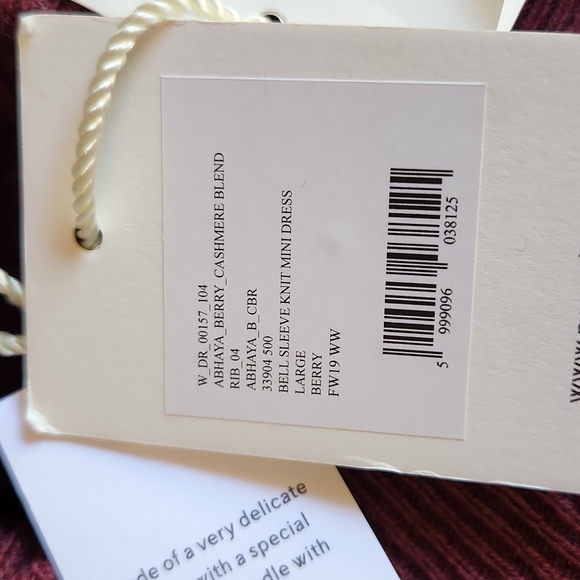 W_DR_00157_104
ABHAYA_BERRY_CASHMERE BLEND
RIB_04
ABHAYA_B_CBR
33904 500
BELL SLEEVE KNIT MINI DRESS
LARGE
BERRY
FW19 WW
5 999096 038125
de of a very delicate
with a special
dle with